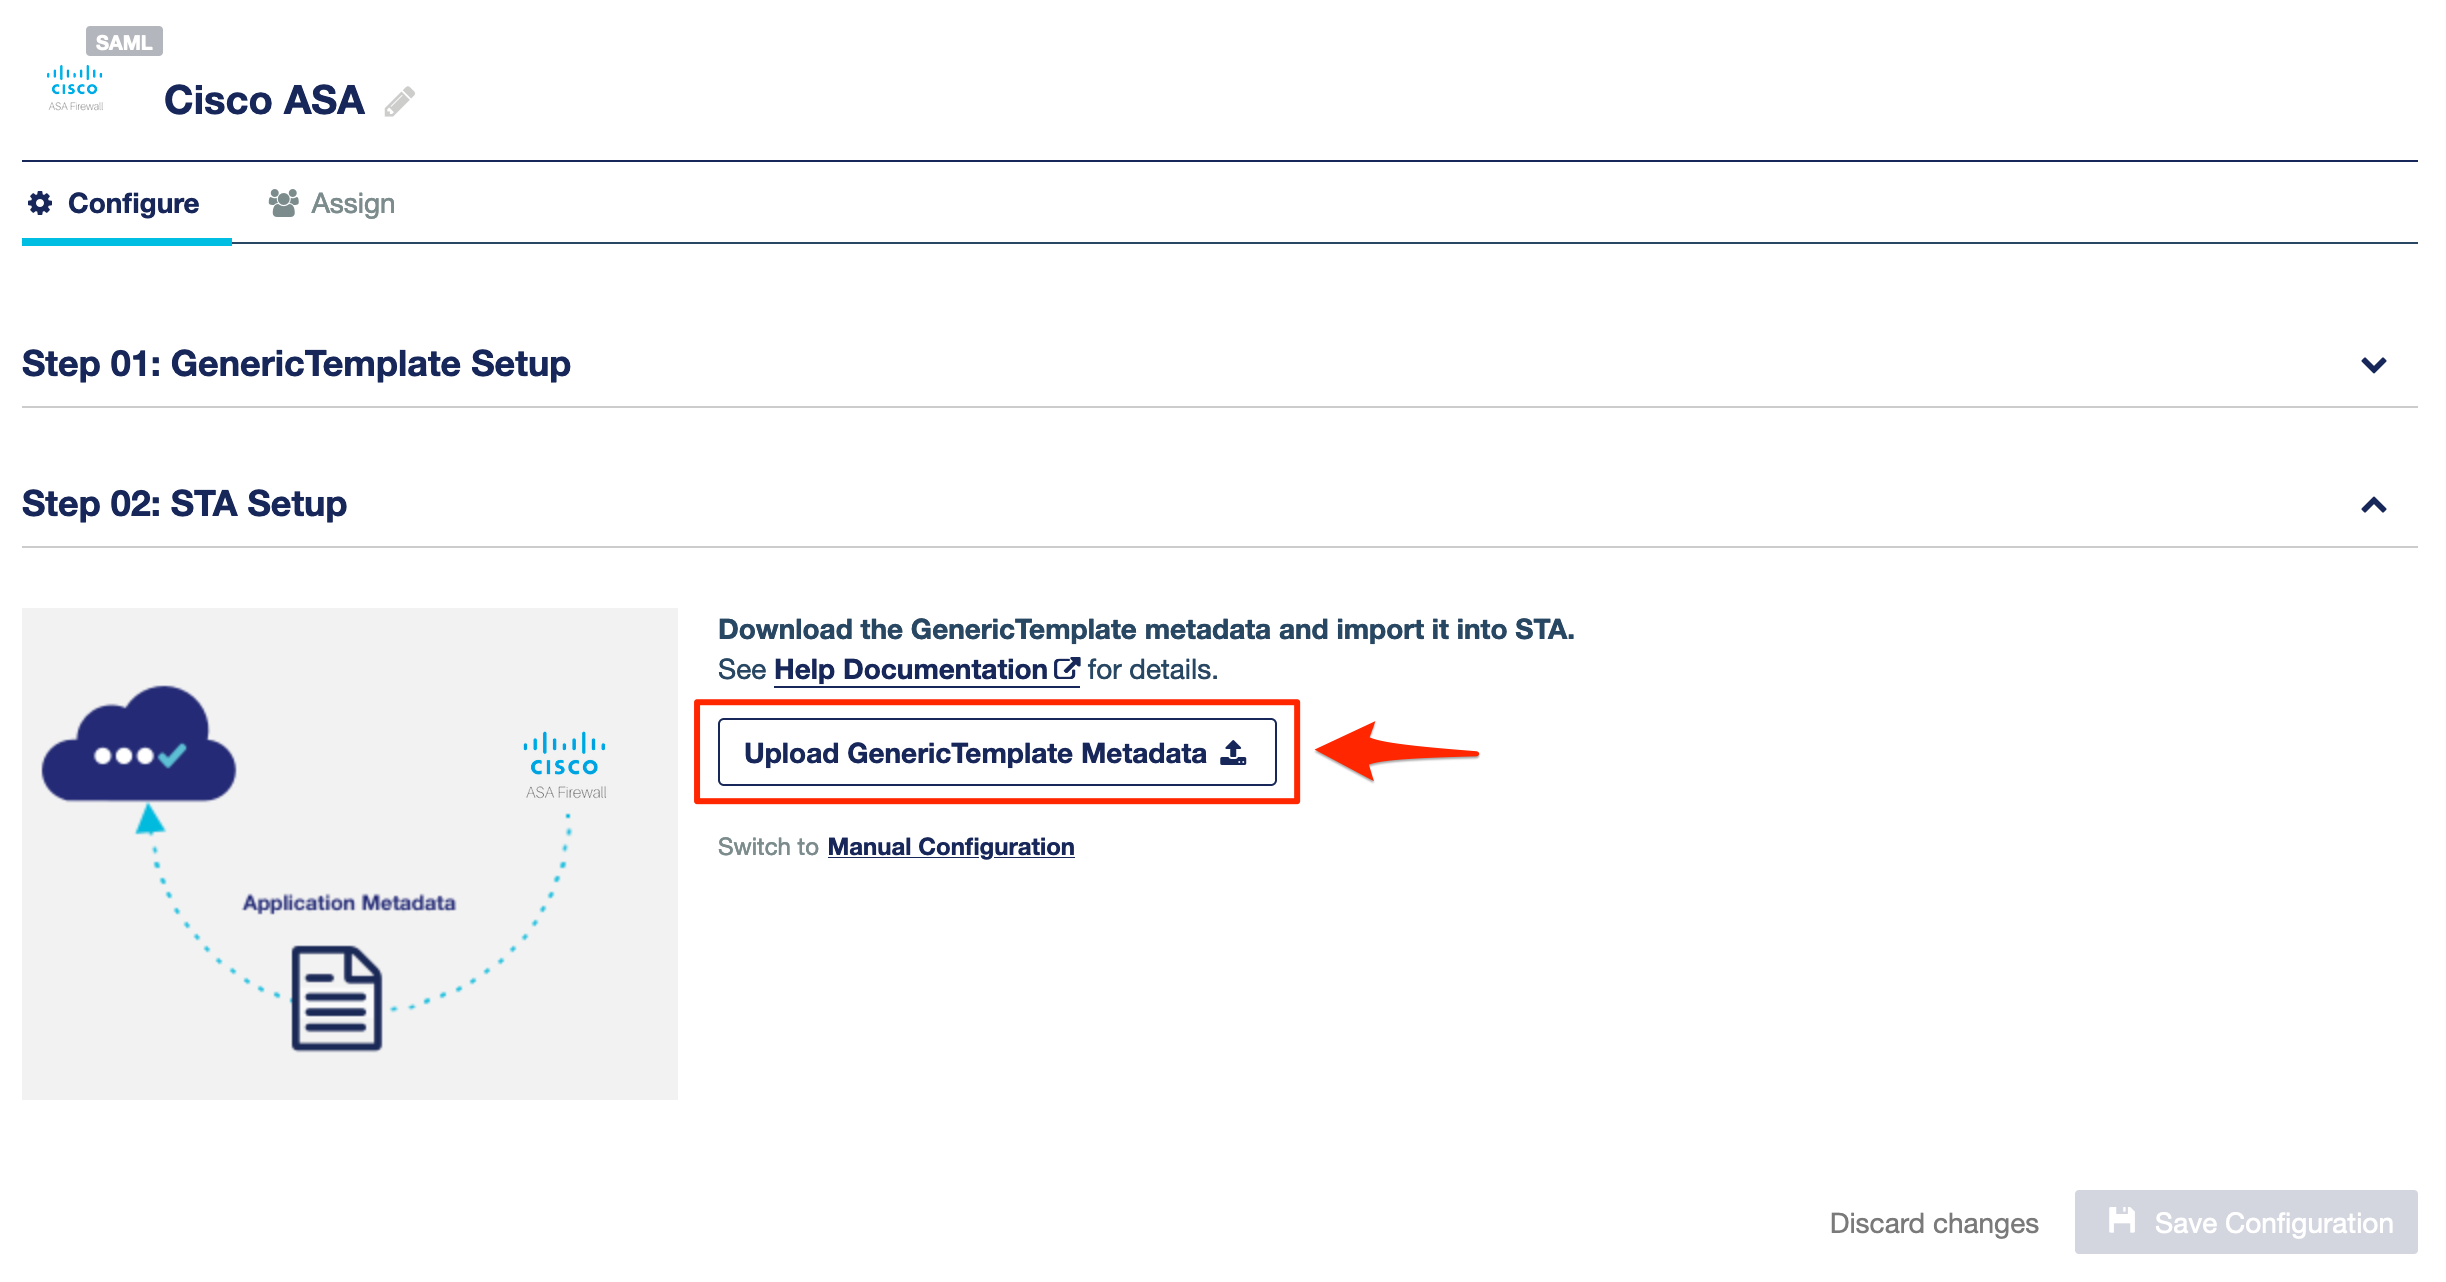 SAML
CISCO
ASA Firewall
Cisco ASA
Configure
Assign
Step 01: GenericTemplate Setup
Step 02: STA Setup
Download the GenericTemplate metadata and import it into STA.
See Help Documentation for details.
Upload GenericTemplate Metadata
Switch to Manual Configuration
CISCO
ASA Firewall
Application Metadata
Discard changes
Save Configuration